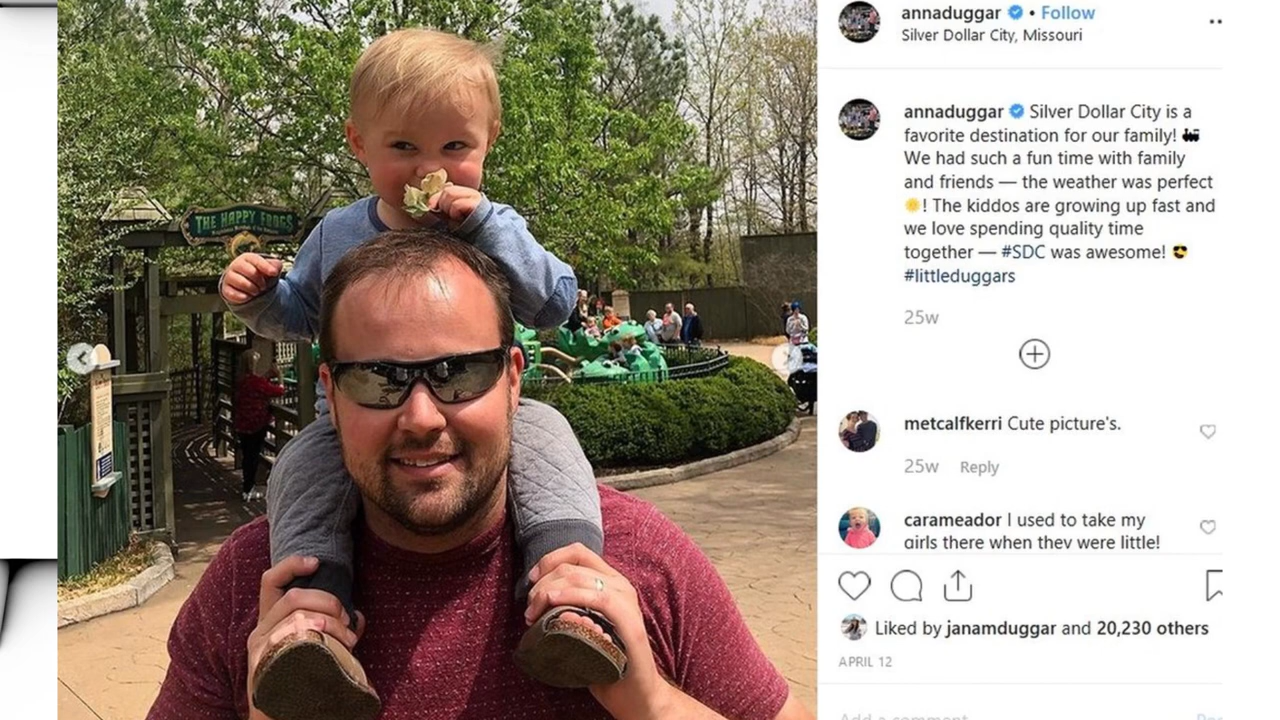 annaduggar • Follow
Silver Dollar City, Missouri
annaduggar Silver Dollar City is a
favorite destination for our family! 🚂
We had such a fun time with family
and friends — the weather was perfect
🌞! The kiddos are growing up fast and
we love spending quality time
together — #SDC was awesome! 😎
#littleduggars
25w
metcalfkerri Cute picture's.
25w Reply
carameador I used to take my
girls there when they were little!
Liked by janamduggar and 20,230 others
APRIL 12
Add a comment
THE HAPPY FROGS